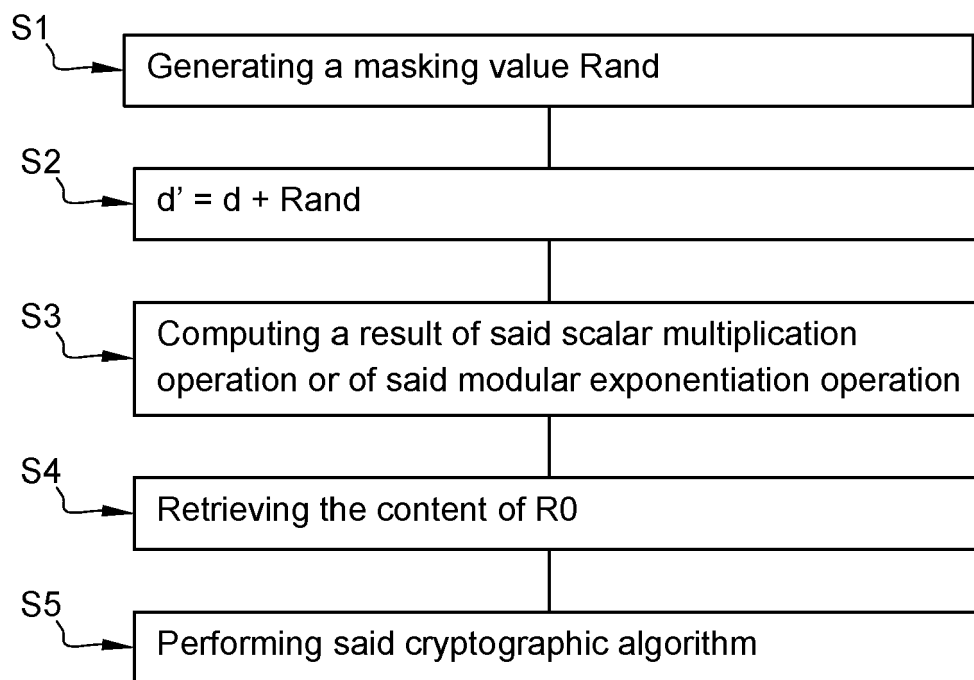 S1
Generating a masking value Rand
S2
d’ = d + Rand
S3
Computing a result of said scalar multiplication
operation or of said modular exponentiation operation
S4
Retrieving the content of R0
S5
Performing said cryptographic algorithm